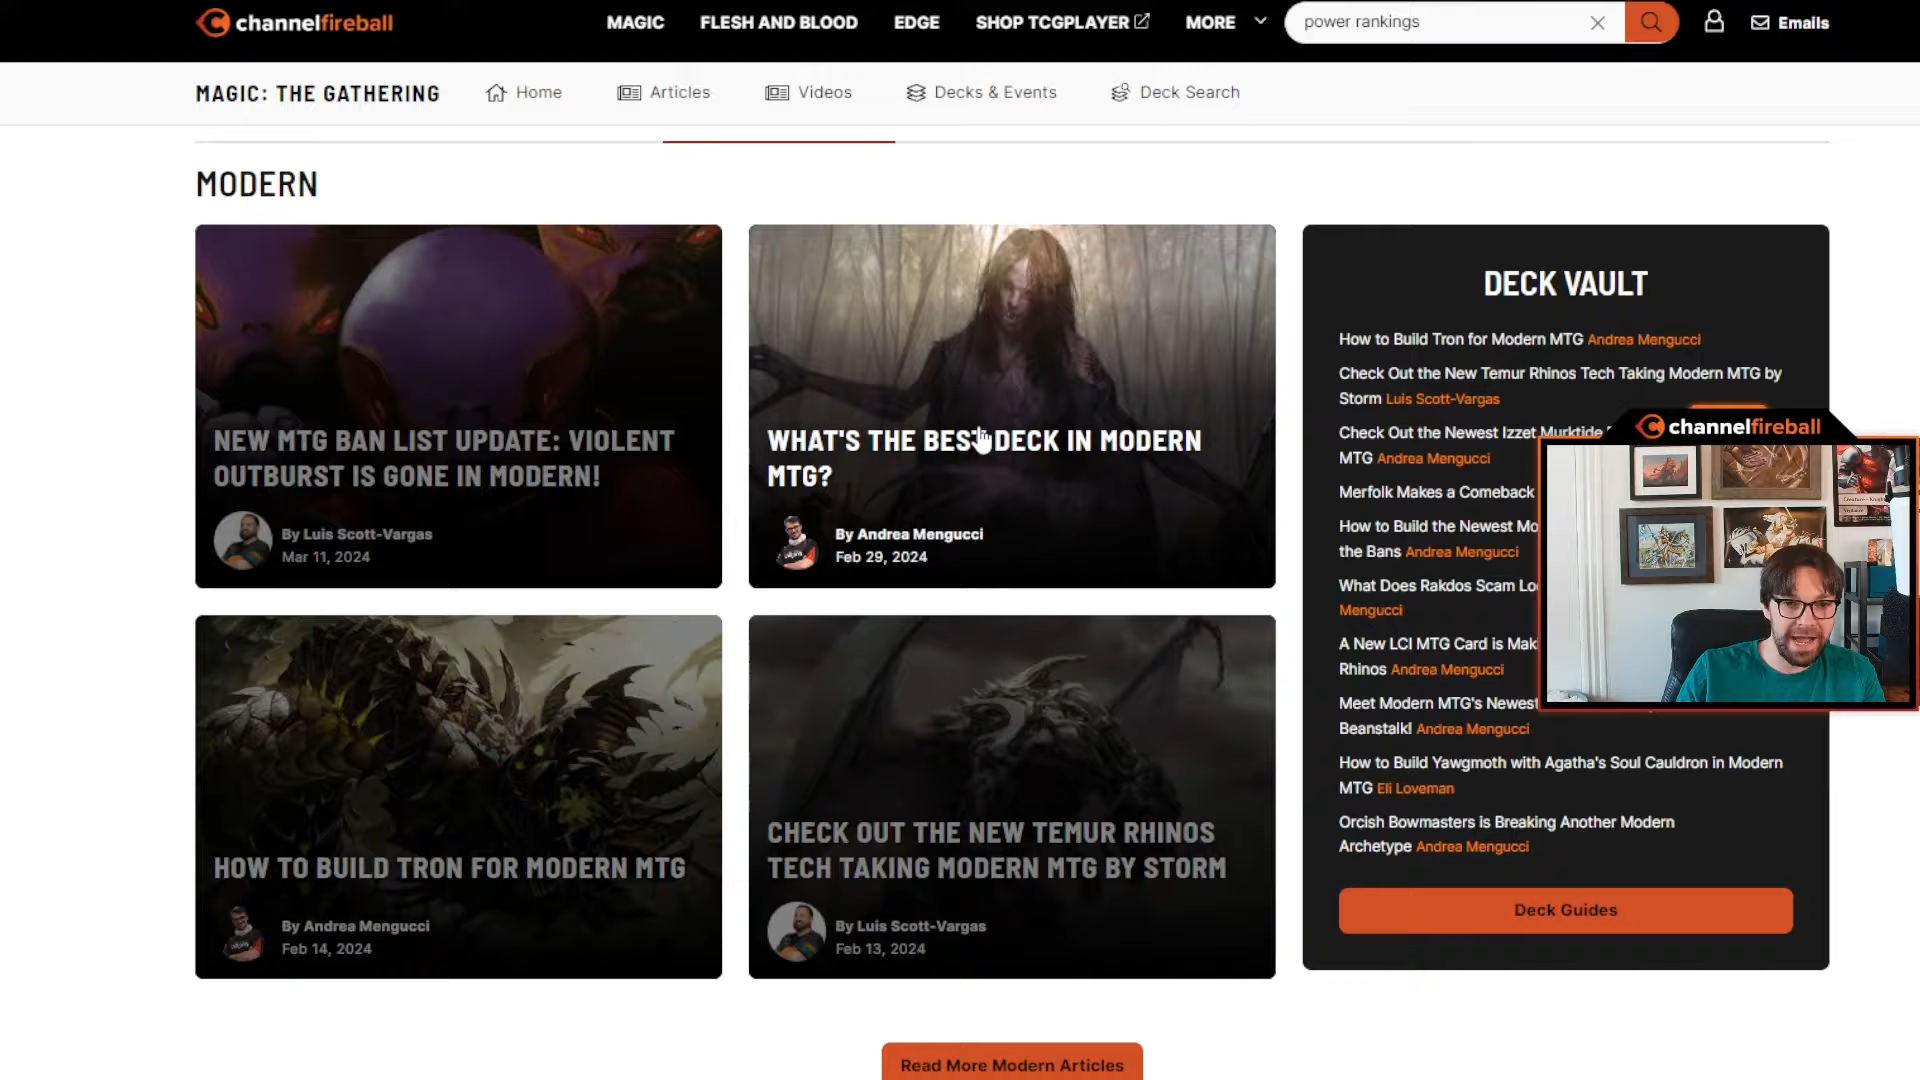 channelfireball
MAGIC FLESH AND BLOOD EDGE SHOP TCGPLAYER MORE
power rankings
Emails
MAGIC: THE GATHERING
Home Articles Videos Decks & Events Deck Search
MODERN
NEW MTG BAN LIST UPDATE: VIOLENT
OUTBURST IS GONE IN MODERN!
By Luis Scott-Vargas
Mar 11, 2024
WHAT'S THE BEST DECK IN MODERN
MTG?
By Andrea Mengucci
Feb 29, 2024
HOW TO BUILD TRON FOR MODERN MTG
By Andrea Mengucci
Feb 14, 2024
CHECK OUT THE NEW TEMUR RHINOS
TECH TAKING MODERN MTG BY STORM
By Luis Scott-Vargas
Feb 13, 2024
DECK VAULT
How to Build Tron for Modern MTG Andrea Mengucci
Check Out the New Temur Rhinos Tech Taking Modern MTG by
Storm Luis Scott-Vargas
Check Out the Newest Izzet Murktide
MTG Andrea Mengucci
Merfolk Makes a Comeback
How to Build the Newest Mo
the Bans Andrea Mengucci
What Does Rakdos Scam Lo
Mengucci
A New LCI MTG Card is Mak
Rhinos Andrea Mengucci
Meet Modern MTG's Newest
Beanstalk! Andrea Mengucci
How to Build Yawgmoth with Agatha's Soul Cauldron in Modern
MTG Eli Loveman
Orcish Bowmasters is Breaking Another Modern
Archetype Andrea Mengucci
Deck Guides
channelfireball
Read More Modern Articles